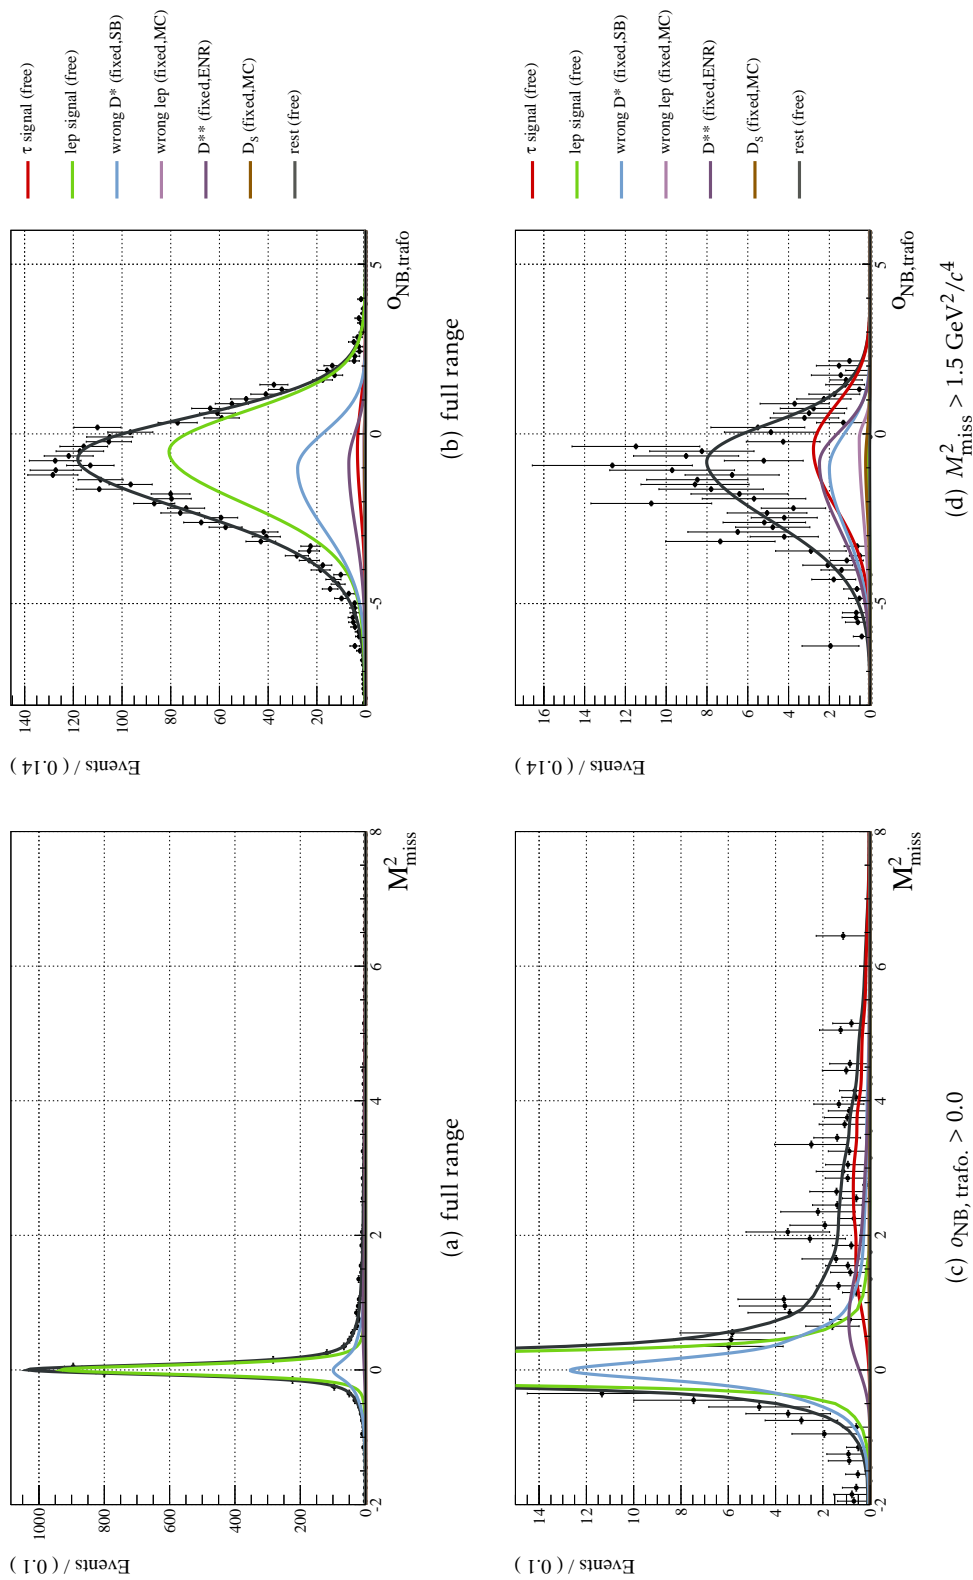 Events / ( 0.1 )
0
200
400
600
800
1000
-2
0
2
4
6
8
M²miss
(a) full range
Events / ( 0.14 )
0
20
40
60
80
100
120
140
-5
0
5
oNB,trafo
(b) full range
τ signal (free)
lep signal (free)
wrong D* (fixed,SB)
wrong lep (fixed,MC)
D** (fixed,ENR)
Ds (fixed,MC)
rest (free)
Events / ( 0.1 )
0
2
4
6
8
10
12
14
-2
0
2
4
6
8
M²miss
(c) oNB, trafo. > 0.0
Events / ( 0.14 )
0
2
4
6
8
10
12
14
16
-5
0
5
oNB,trafo
(d) M²miss > 1.5 GeV²/c⁴
τ signal (free)
lep signal (free)
wrong D* (fixed,SB)
wrong lep (fixed,MC)
D** (fixed,ENR)
Ds (fixed,MC)
rest (free)